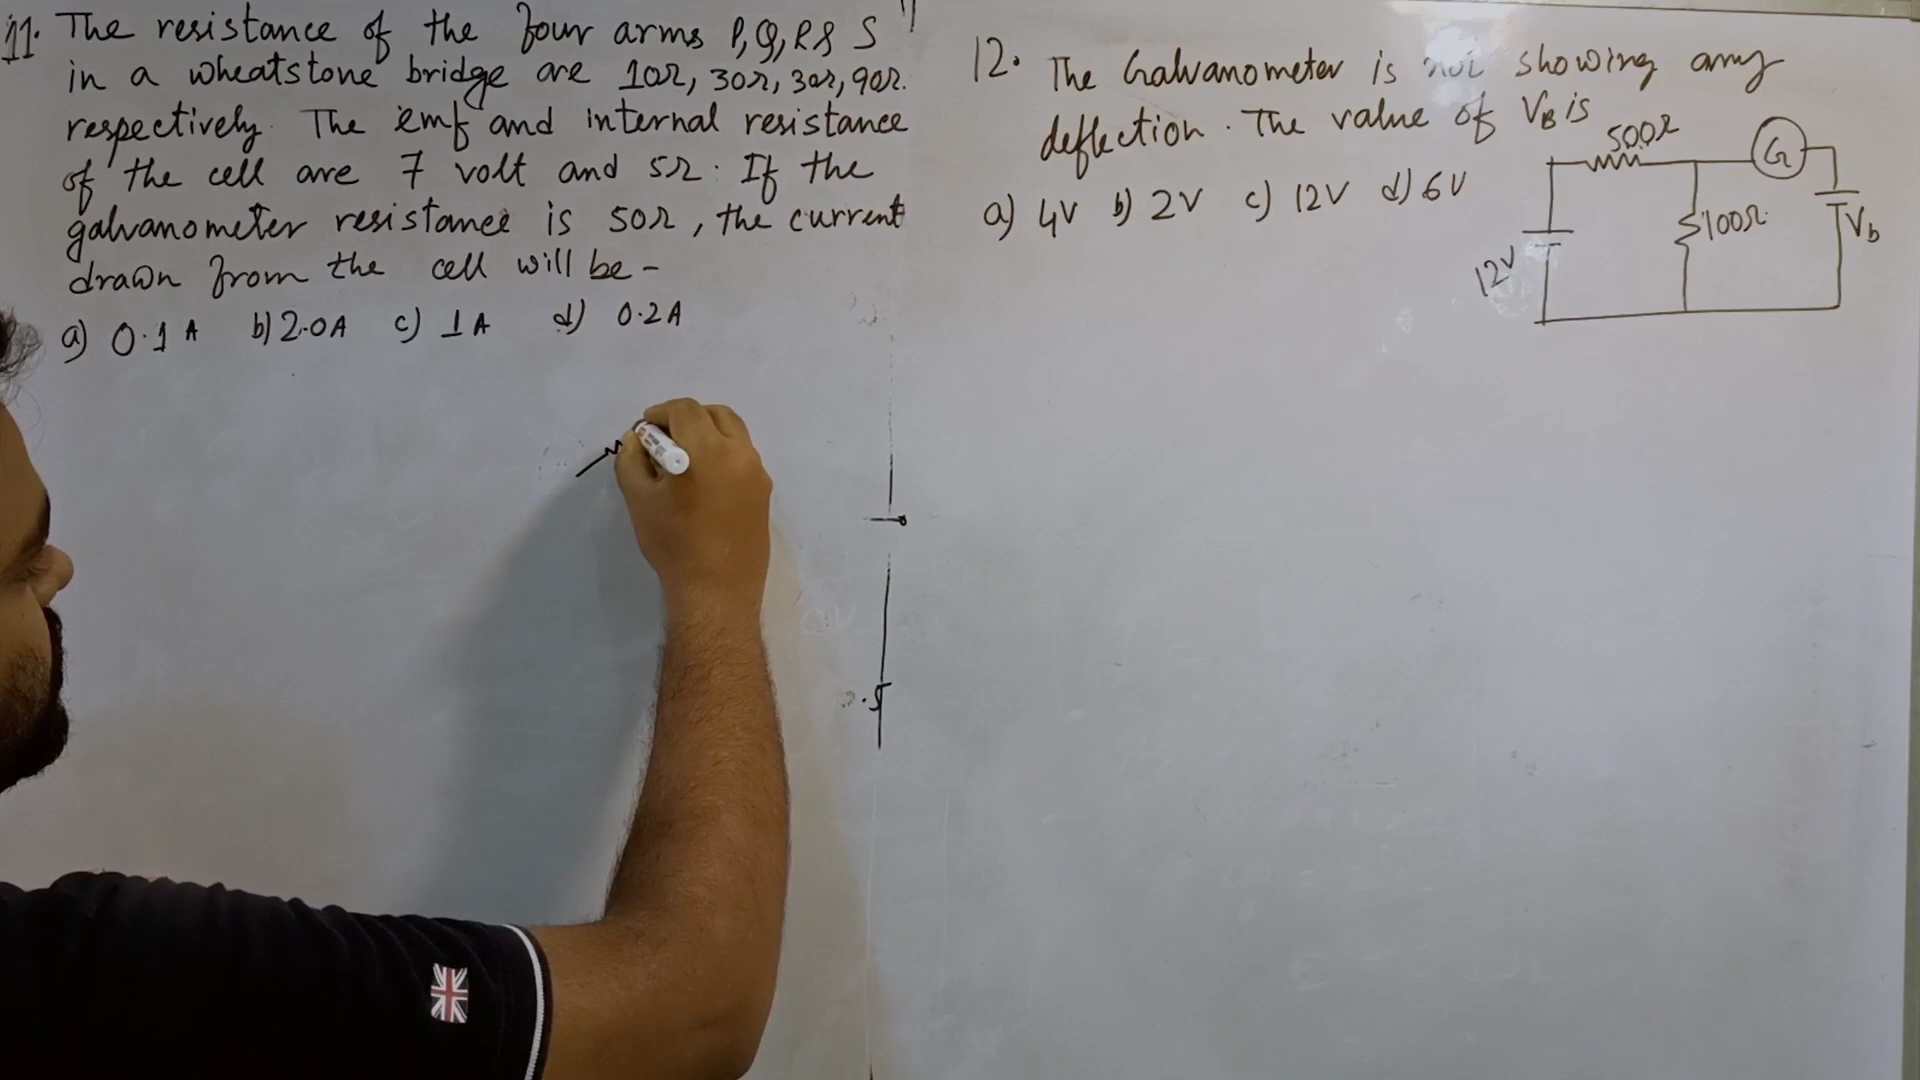 11. The resistance of the four arms P, Q, R & S
in a wheatstone bridge are 10Ω, 30Ω, 30Ω, 90Ω.
respectively. The emf and internal resistance
of the cell are 7 volt and 5Ω. If the
galvanometer resistance is 50Ω, the current
drawn from the cell will be -
a) 0.1 A b) 2.0A c) 1 A d) 0.2A
12. The Galvanometer is not showing any
deflection. The value of VB is
a) 4V b) 2V c) 12V d) 6V
500Ω
G
100Ω
Vb
12V